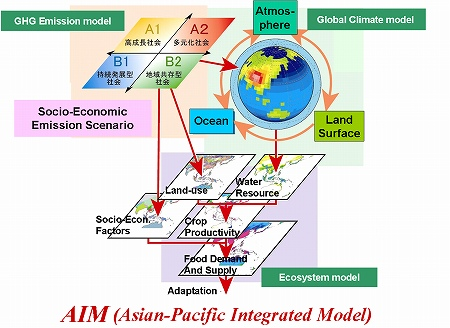 GHG Emission model
A1
高成長社会
A2
多元化社会
B1
持続発展型
社会
B2
地域共存型
社会
Atmos-
phere
Global Climate model
Ocean
Land
Surface
Socio-Economic
Emission Scenario
Land-use
Water
Resource
Socio-Econ.
Factors
Crop
Productivity
Food Demand
And Supply
Ecosystem model
Adaptation
AIM (Asian-Pacific Integrated Model)